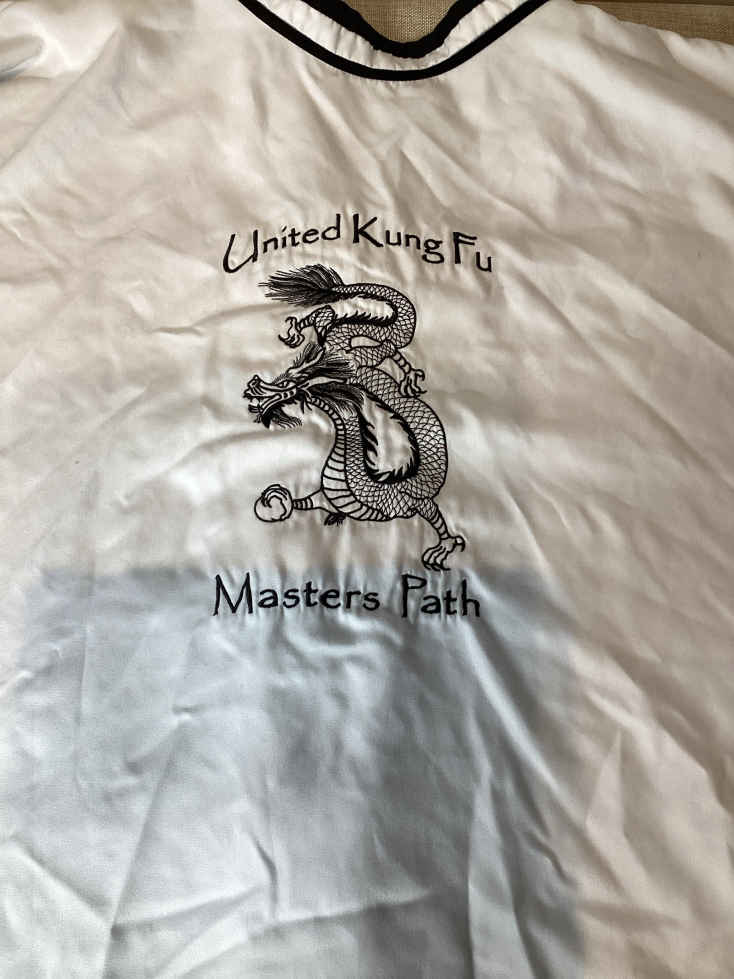 United Kung Fu
Masters Path